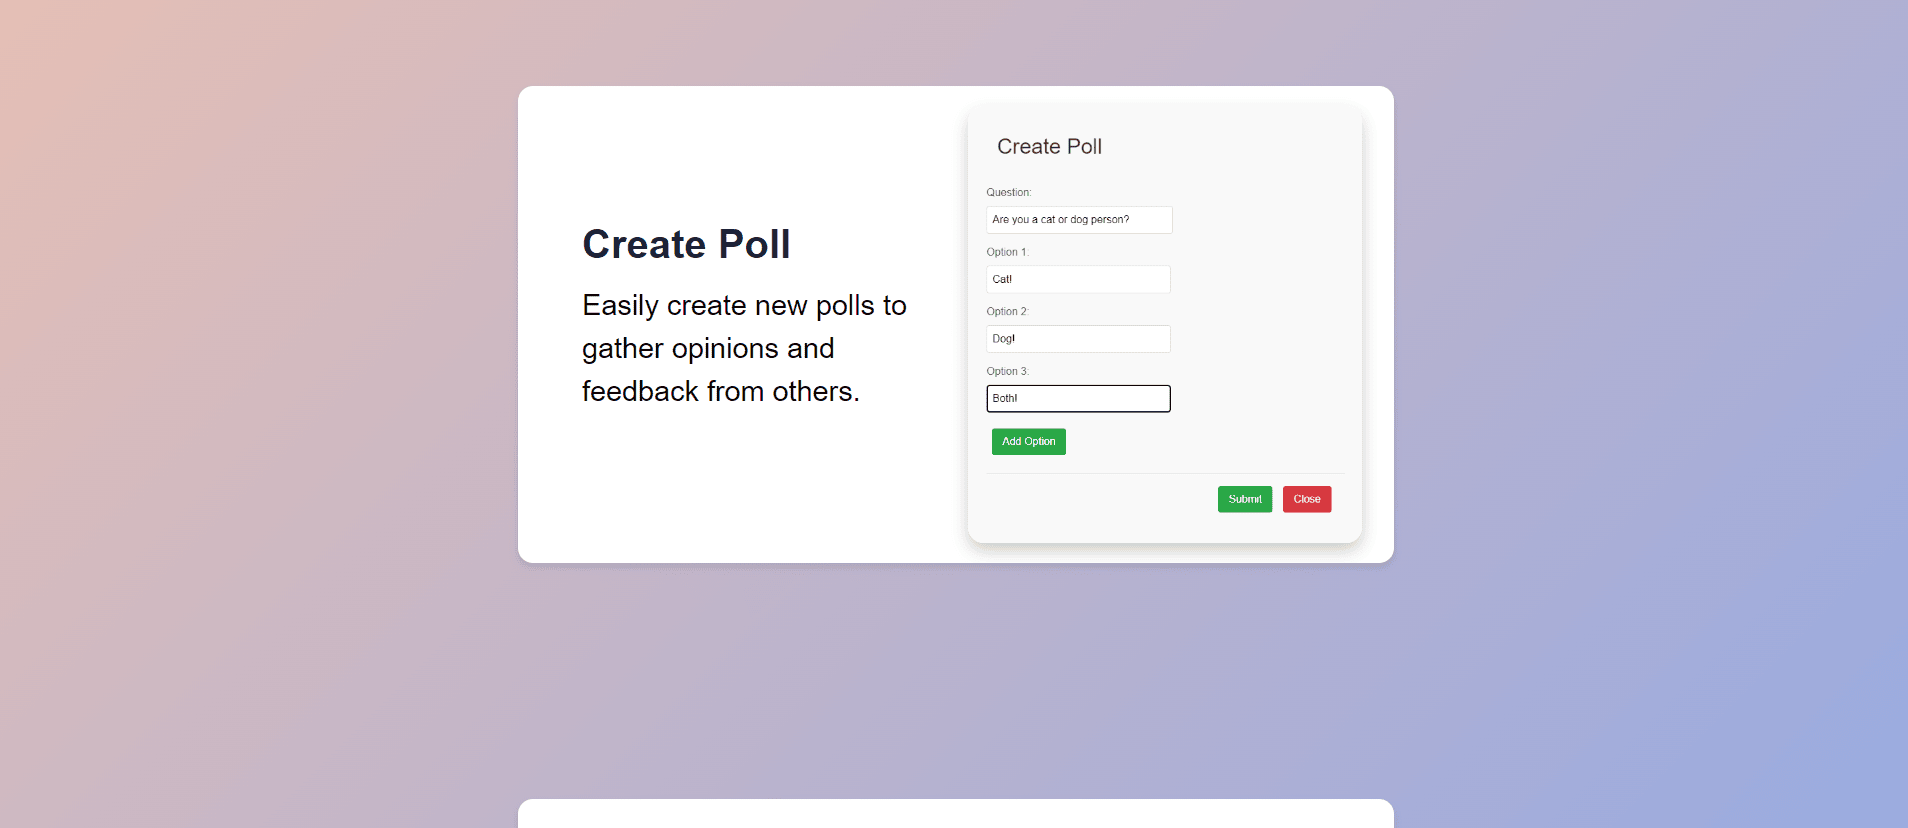 Create Poll
Easily create new polls to
gather opinions and
feedback from others.
Create Poll
Question:
Are you a cat or dog person?
Option 1:
Cat!
Option 2:
Dog!
Option 3:
Both!
Add Option
Submit Close